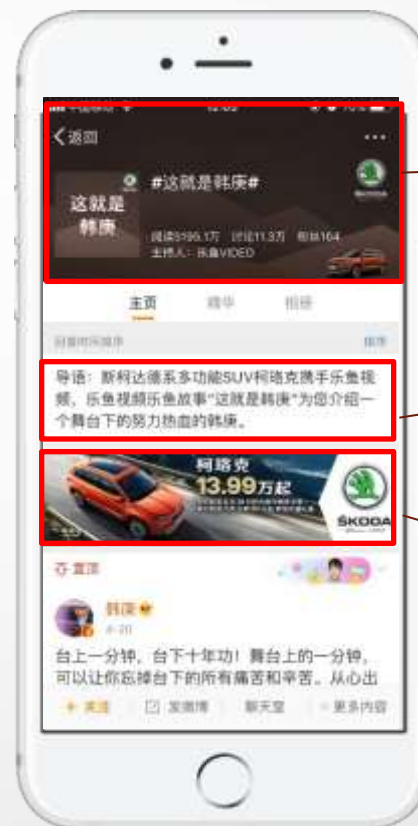 返回
#这就是韩庚#
这就是
韩庚
阅读5195.1万 讨论11.3万 粉丝164
主持人：乐鱼VIDEO
主页 精华 相册
导语：斯柯达德系多功能SUV柯珞克携手乐鱼视
频，乐鱼视频乐鱼故事“这就是韩庚”为您介绍一
个舞台下的努力热血的韩庚。
柯珞克
13.99万起
ŠKODA
置顶
韩庚
4-20
台上一分钟，台下十年功！舞台上的一分钟，
可以让你忘掉台下的所有痛苦和辛苦。从心出
关注 发微博 聊天室 更多内容